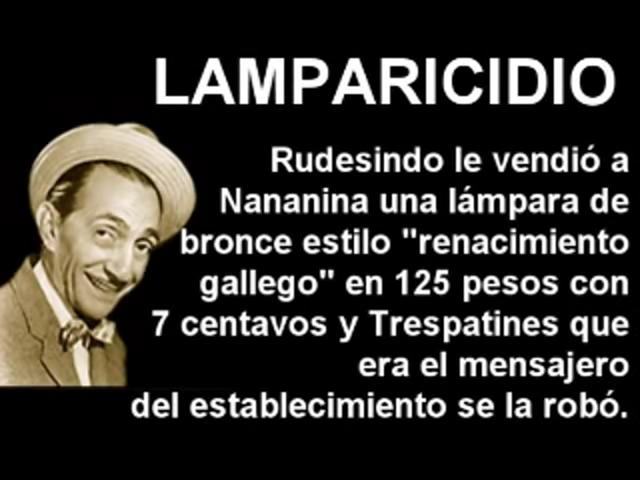 LAMPARICIDIO
Rudesindo le vendió a
Nananina una lámpara de
bronce estilo "renacimiento
gallego" en 125 pesos con
7 centavos y Trespatines que
era el mensajero
del establecimiento se la robó.